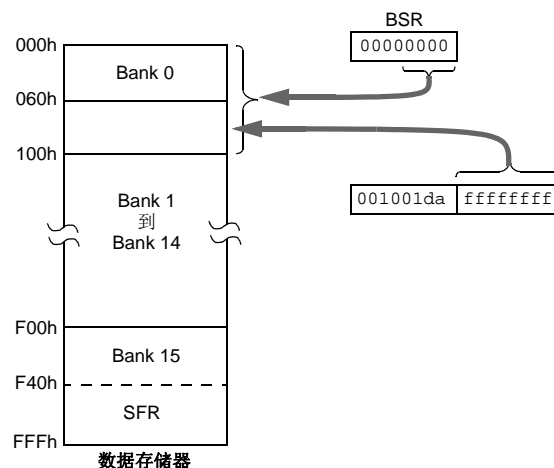 BSR
000h
00000000
Bank 0
060h
100h
001001da ffffffff
Bank 1
到
Bank 14
F00h
Bank 15
F40h
SFR
FFFh
数据存储器